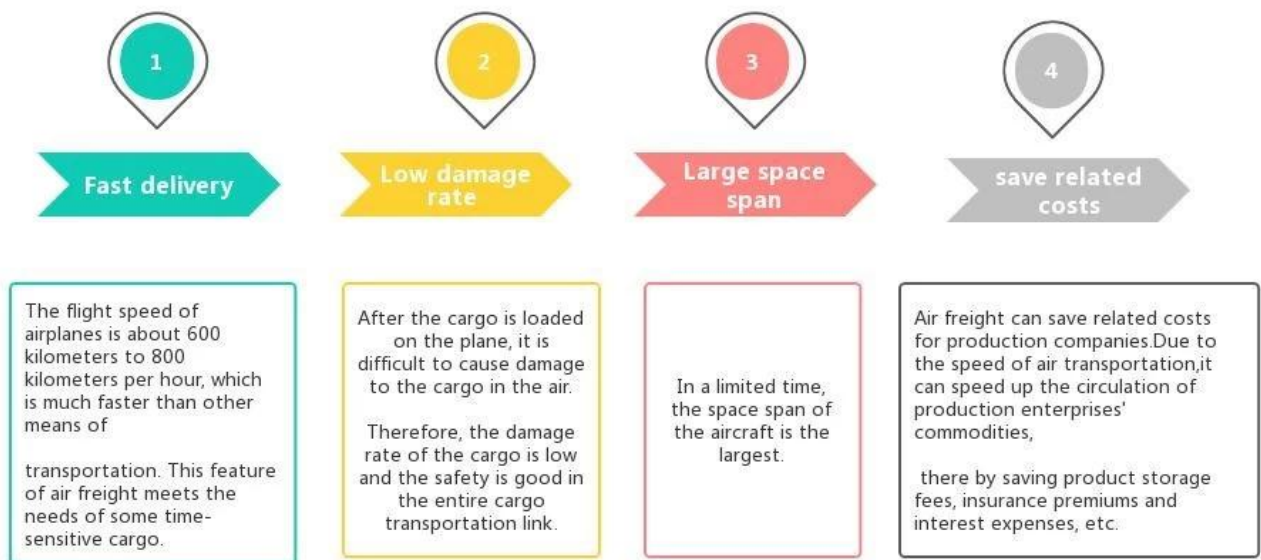 1
2
3
4
Fast delivery
Low damage
rate
Large space
span
save related
costs
The flight speed of
airplanes is about 600
kilometers to 800
kilometers per hour, which
is much faster than other
means of
transportation. This feature
of air freight meets the
needs of some time-
sensitive cargo.
After the cargo is loaded
on the plane, it is
difficult to cause damage
to the cargo in the air.
Therefore, the damage
rate of the cargo is low
and the safety is good in
the entire cargo
transportation link.
In a limited time,
the space span of
the aircraft is the
largest.
Air freight can save related costs
for production companies.Due to
the speed of air transportation,it
can speed up the circulation of
production enterprises'
commodities,
there by saving product storage
fees, insurance premiums and
interest expenses, etc.